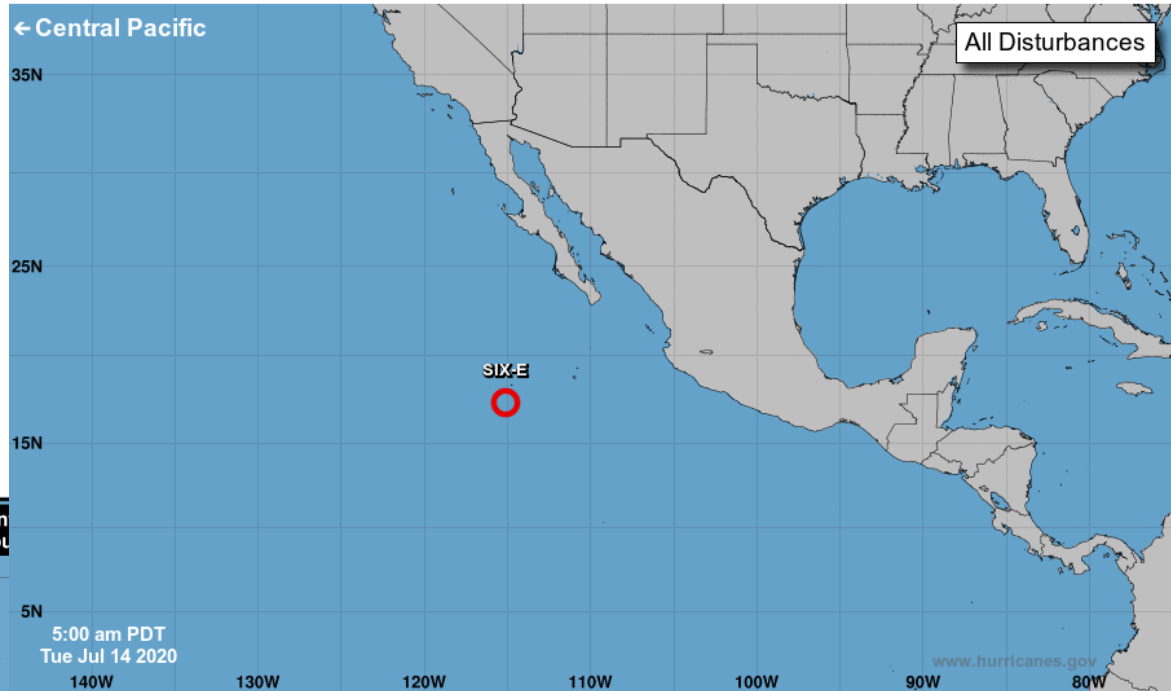 ← Central Pacific
All Disturbances
35N
25N
SIX-E
15N
5N
5:00 am PDT
Tue Jul 14 2020
www.hurricanes.gov
140W 130W 120W 110W 100W 90W 80W